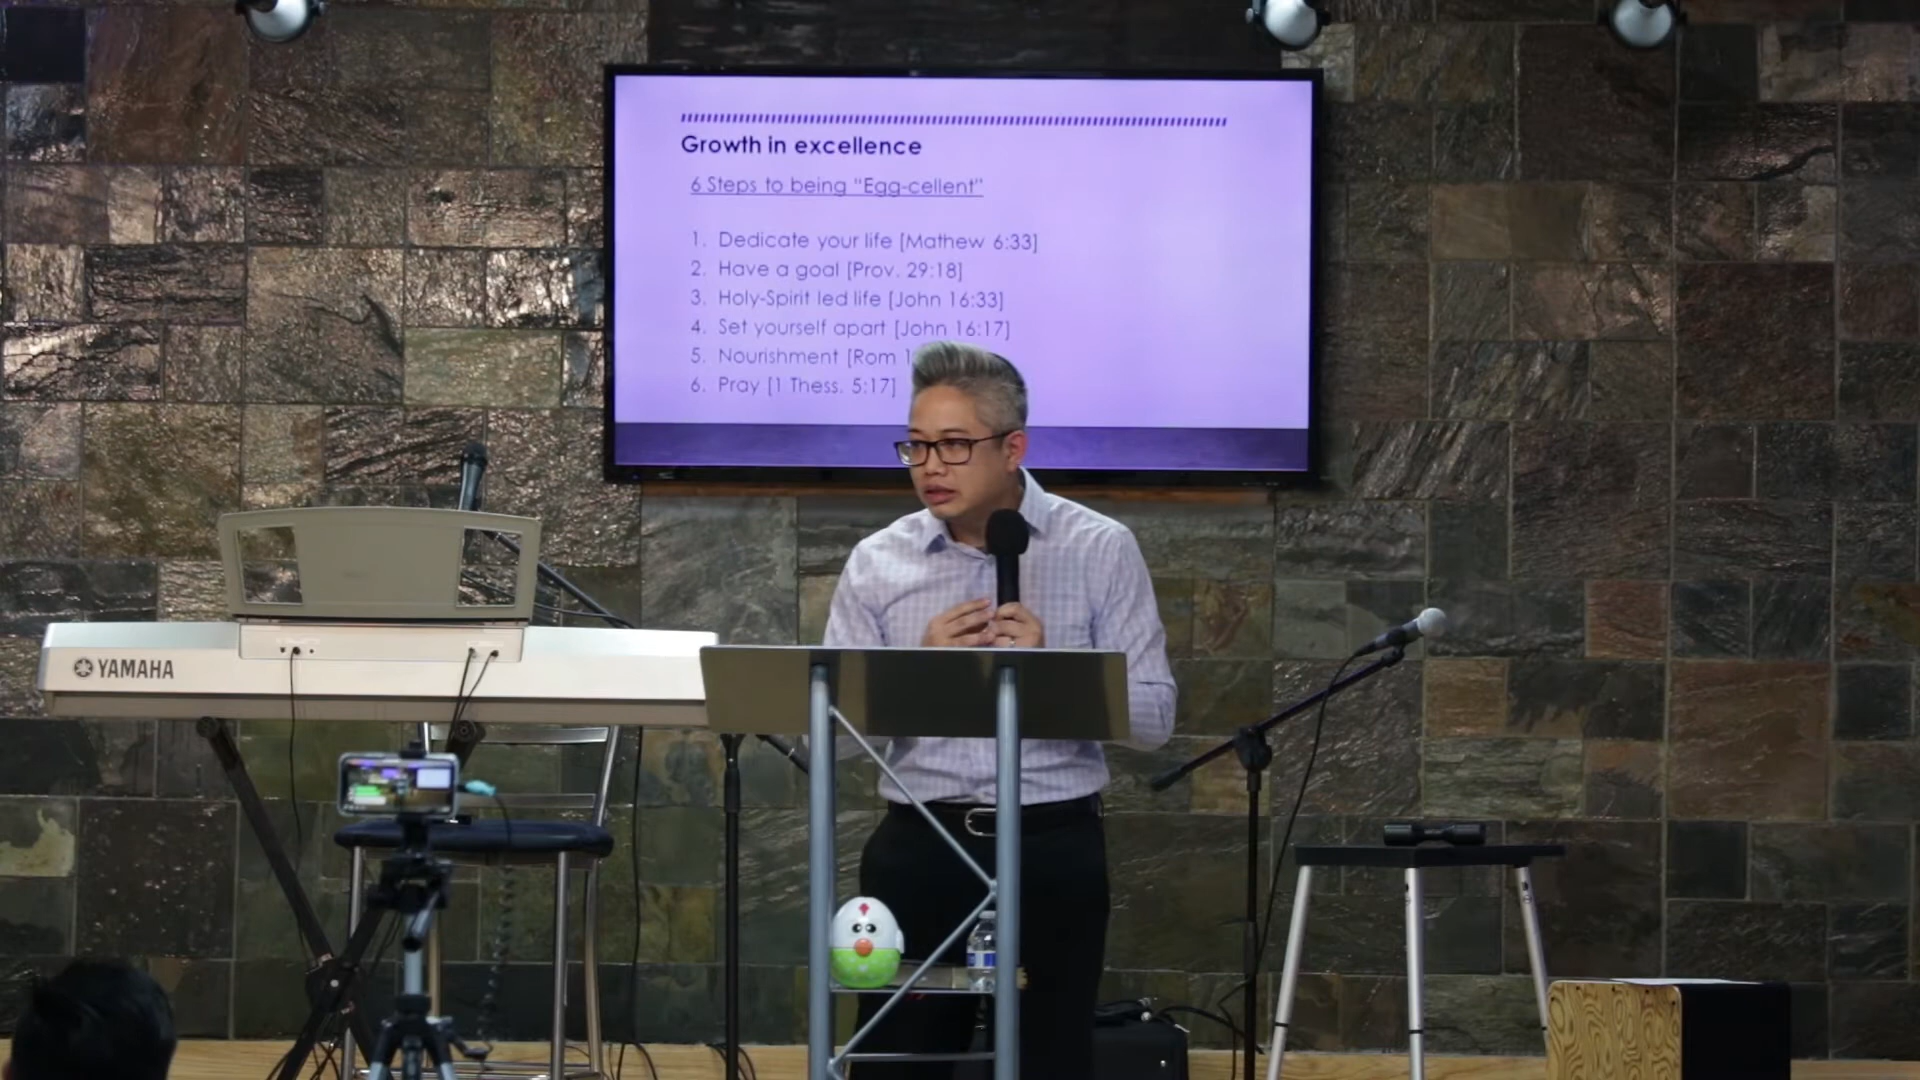 Growth in excellence
6 Steps to being "Egg-cellent"
1. Dedicate your life [Mathew 6:33]
2. Have a goal [Prov. 29:18]
3. Holy-Spirit led life [John 16:33]
4. Set yourself apart [John 16:17]
5. Nourishment [Rom 1
6. Pray [1 Thess. 5:17]
YAMAHA